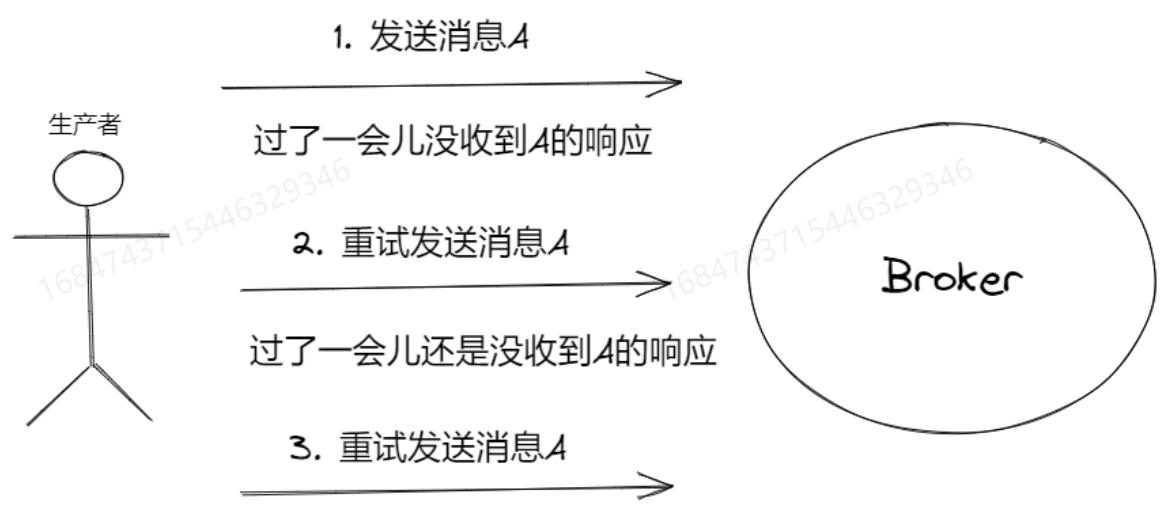 1. 发送消息A
生产者
过了一会儿没收到A的响应
2. 重试发送消息A
Broker
过了一会儿还是没收到A的响应
3. 重试发送消息A
1684743715446329346
1684743715446329346